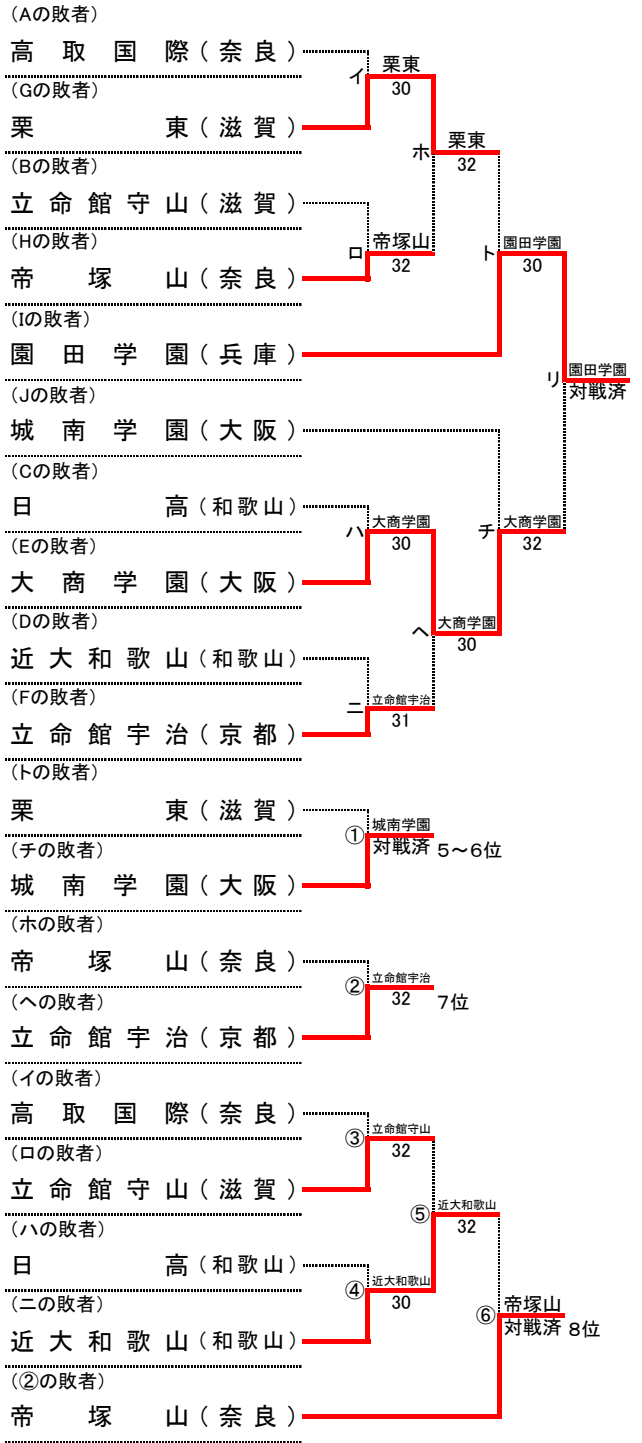 (Aの敗者)
高取国際(奈良)
イ
栗東
30
(Gの敗者)
栗東(滋賀)
ホ
栗東
32
(Bの敗者)
立命館守山(滋賀)
(Hの敗者)
ロ
帝塚山
32
ト
園田学園
30
帝塚山(奈良)
(Iの敗者)
園田学園(兵庫)
リ
園田学園
対戦済
(Jの敗者)
城南学園(大阪)
(Cの敗者)
日高(和歌山)
ハ
大商学園
30
チ
大商学園
32
(Eの敗者)
大商学園(大阪)
(Dの敗者)
ヘ
大商学園
30
近大和歌山(和歌山)
(Fの敗者)
ニ
立命館宇治
31
立命館宇治(京都)
(トの敗者)
栗東(滋賀)
①
城南学園
対戦済
5～6位
(チの敗者)
城南学園(大阪)
(ホの敗者)
帝塚山(奈良)
②
立命館宇治
32
7位
(ヘの敗者)
立命館宇治(京都)
(イの敗者)
高取国際(奈良)
③
立命館守山
32
(ロの敗者)
立命館守山(滋賀)
⑤
近大和歌山
32
(ハの敗者)
日高(和歌山)
④
近大和歌山
30
(ニの敗者)
⑥
帝塚山
対戦済
8位
近大和歌山(和歌山)
(②の敗者)
帝塚山(奈良)